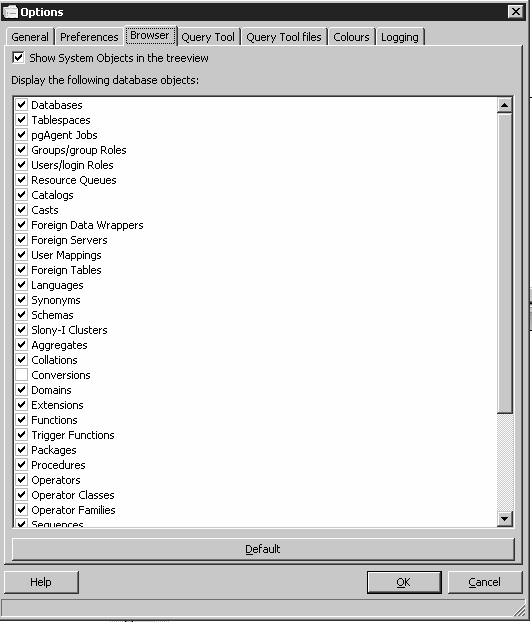 Options
General Preferences Browser Query Tool Query Tool files Colours Logging
Show System Objects in the treeview
Display the following database objects:
Databases
Tablespaces
pgAgent Jobs
Groups/group Roles
Users/login Roles
Resource Queues
Catalogs
Casts
Foreign Data Wrappers
Foreign Servers
User Mappings
Foreign Tables
Languages
Synonyms
Schemas
Slony-I Clusters
Aggregates
Collations
Conversions
Domains
Extensions
Functions
Trigger Functions
Packages
Procedures
Operators
Operator Classes
Operator Families
Sequences
Default
Help OK Cancel